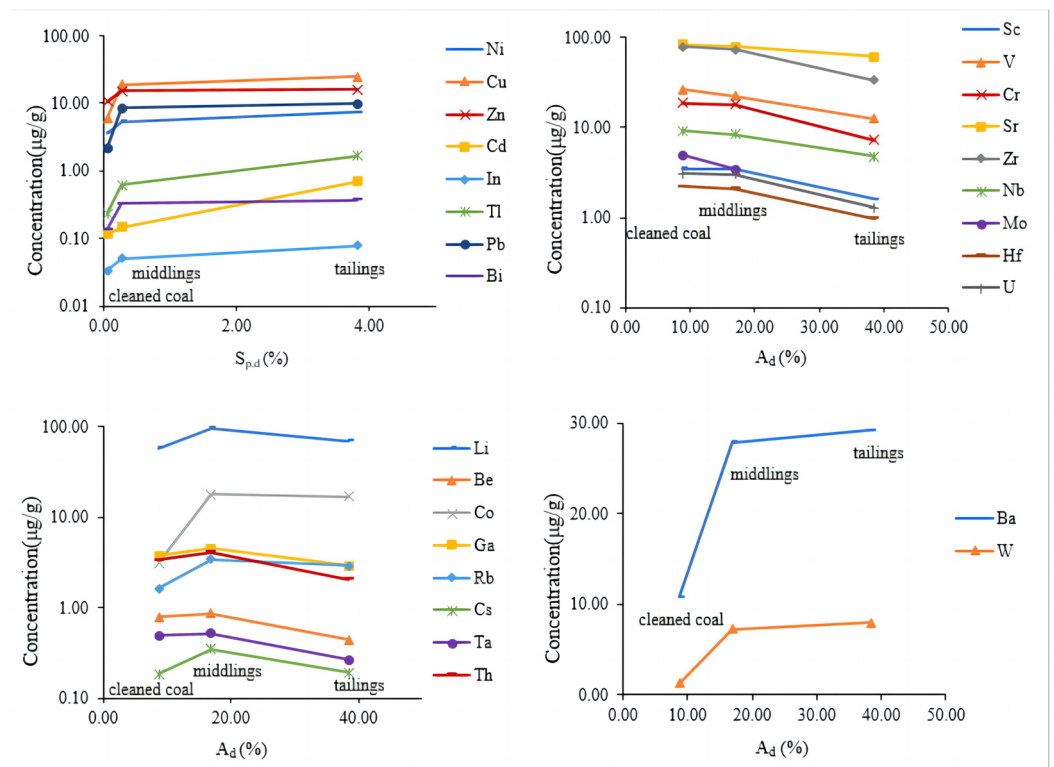 100.00
10.00
1.00
0.10
0.01
Concentration(μg/g)
0.00
2.00
4.00
S_p.d (%)
cleaned coal
middlings
tailings
Ni
Cu
Zn
Cd
In
Tl
Pb
Bi
100.00
10.00
1.00
0.10
Concentration(μg/g)
0.00
10.00
20.00
30.00
40.00
50.00
A_d (%)
cleaned coal
middlings
tailings
Sc
V
Cr
Sr
Zr
Nb
Mo
Hf
U
100.00
10.00
1.00
0.10
Concentration(μg/g)
0.00
20.00
40.00
A_d (%)
cleaned coal
middlings
tailings
Li
Be
Co
Ga
Rb
Cs
Ta
Th
30.00
20.00
10.00
0.00
Concentration(μg/g)
0.00
10.00
20.00
30.00
40.00
50.00
A_d (%)
cleaned coal
middlings
tailings
Ba
W